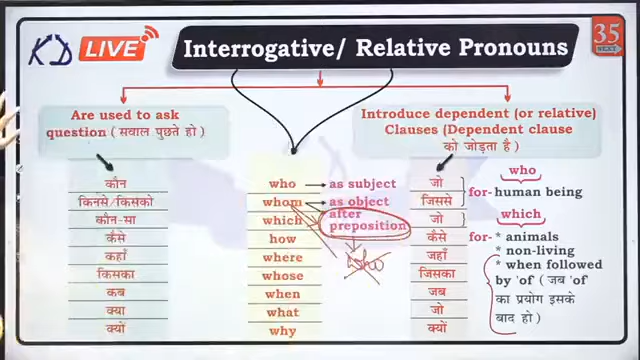 KD LIVE
Interrogative/ Relative Pronouns
35
Are used to ask
question ( सवाल पुछते हो )
Introduce dependent (or relative)
Clauses (Dependent clause
को जोड़ता है )
कौन
किनसे/किसको
कौन-सा
कैसे
कहाँ
किसका
कब
क्या
क्यों
who → as subject
whom → as object
which after
how preposition
where who
whose
when
what
why
जो
जिससे
जो
कैसे
जहाँ
जिसका
जब
जो
क्यों
who
for- human being
which
for- * animals
* non-living
* when followed
by 'of' ( जब 'of
का प्रयोग इसके
बाद हो )